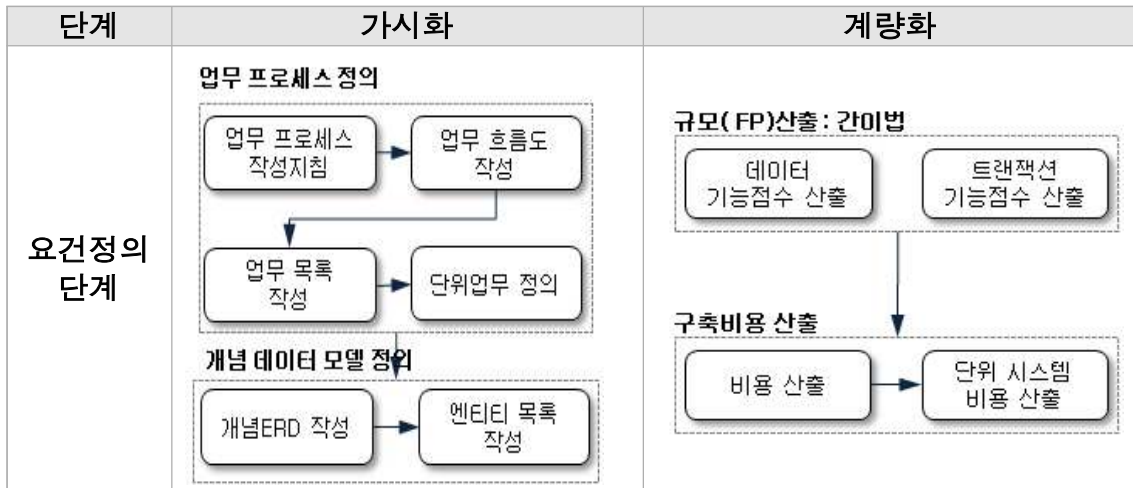 단계
가시화
계량화
요건정의
단계
업무 프로세스 정의
업무 프로세스
작성지침
업무 흐름도
작성
업무 목록
작성
단위업무 정의
개념 데이터 모델 정의
개념ERD 작성
엔티티 목록
작성
규모( FP)산출 : 간이법
데이터
기능점수 산출
트랜잭션
기능점수 산출
구축비용 산출
비용 산출
단위 시스템
비용 산출